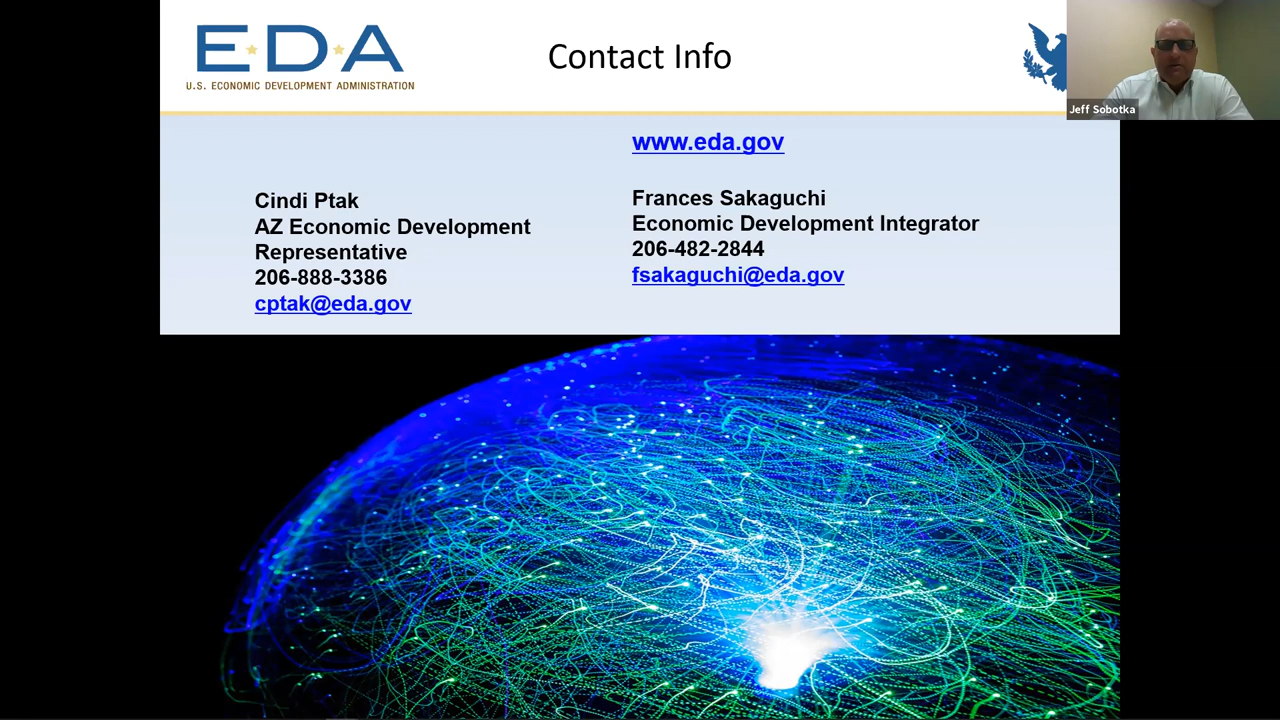 EDA
U.S. ECONOMIC DEVELOPMENT ADMINISTRATION
Contact Info
Jeff Sobotka
www.eda.gov
Cindi Ptak
AZ Economic Development
Representative
206-888-3386
cptak@eda.gov
Frances Sakaguchi
Economic Development Integrator
206-482-2844
fsakaguchi@eda.gov